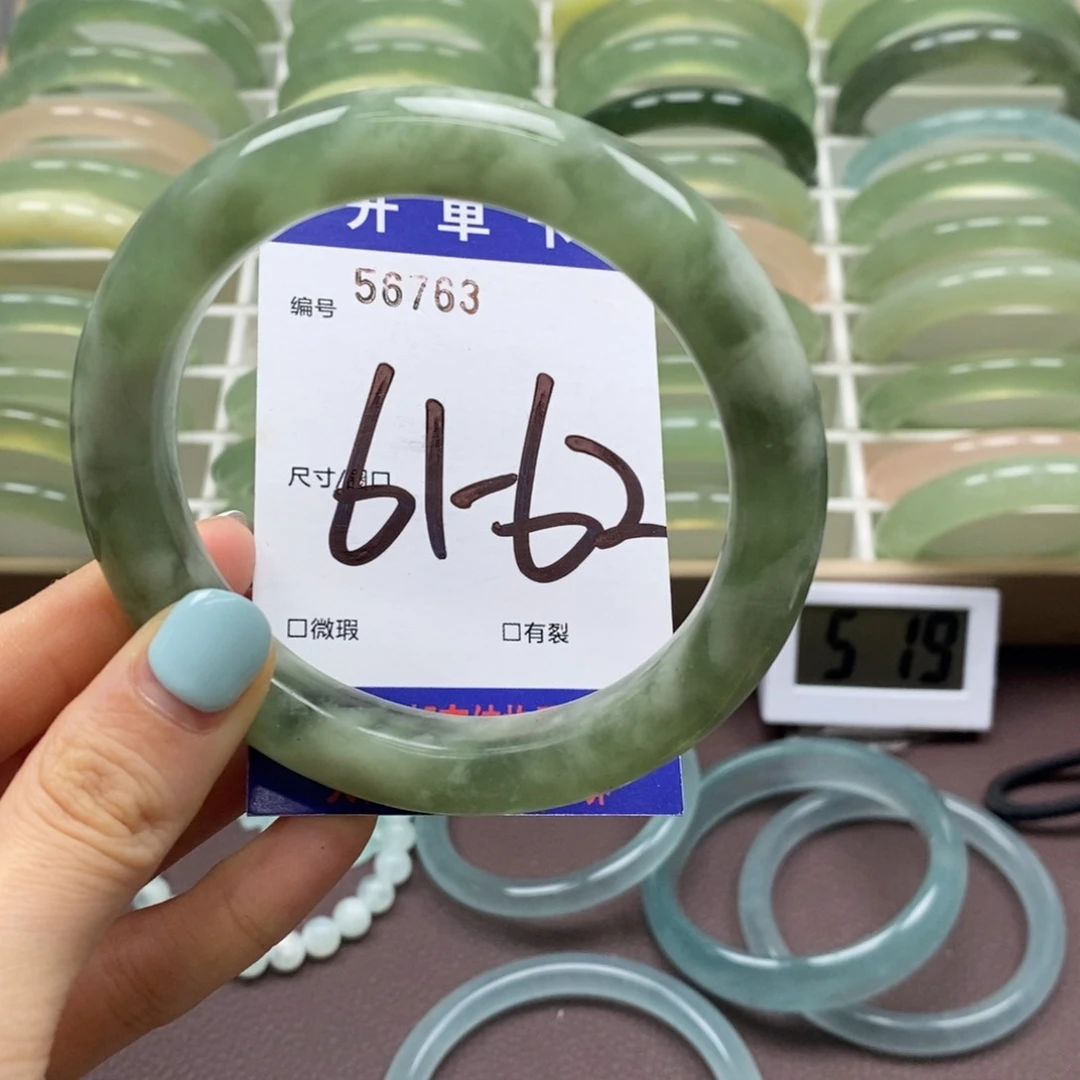 开单卡
编号 56763
尺寸/圈口 61-62
□微瑕 □有裂
5 19